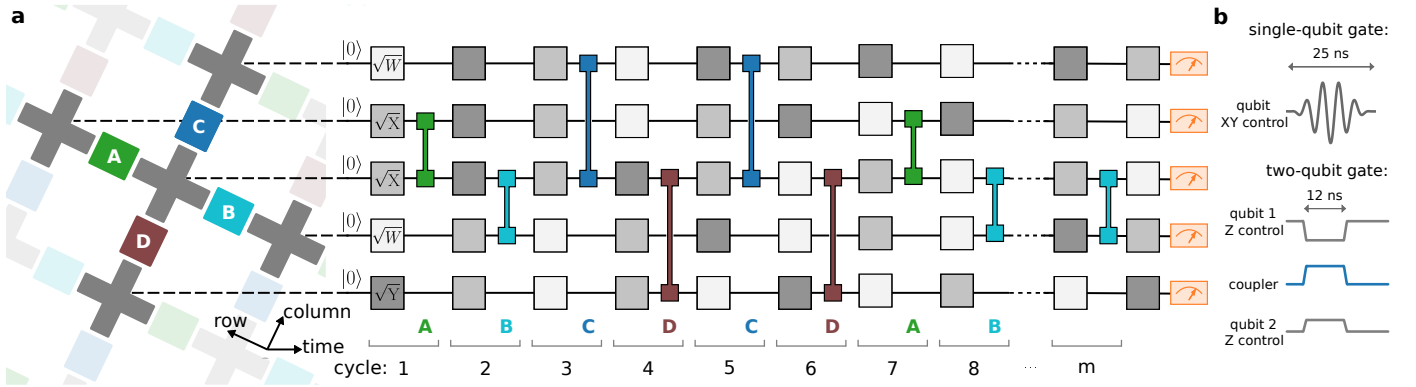 a
b
A
B
C
D
row
column
time
|0⟩
|0⟩
|0⟩
|0⟩
|0⟩
√W
√X
√X
√W
√Y
A B C D C D A B
cycle: 1 2 3 4 5 6 7 8 ... m
single-qubit gate:
25 ns
qubit
XY control
two-qubit gate:
12 ns
qubit 1
Z control
coupler
qubit 2
Z control